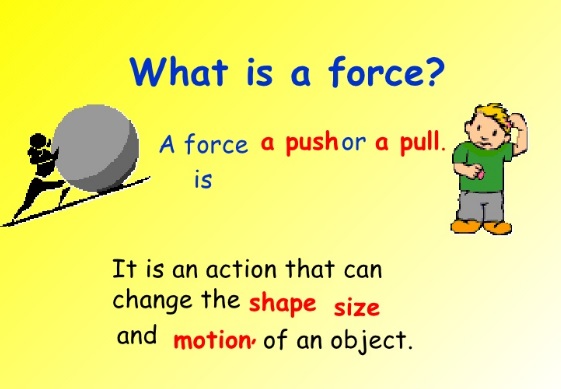 What is a force?
A force a push or a pull.
is
It is an action that can
change the shape size
and motion, of an object.